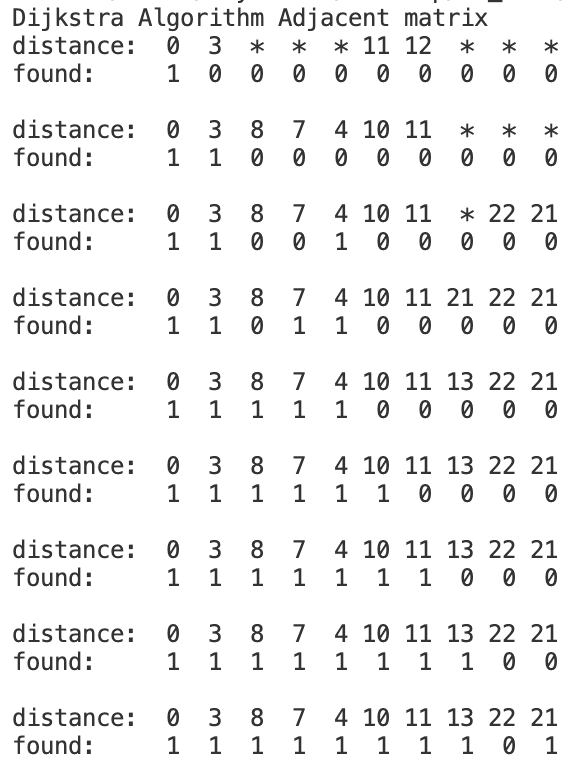 Dijkstra Algorithm Adjacent matrix
distance:  0  3  *  *  * 11 12  *  *  *
found:     1  0  0  0  0  0  0  0  0  0
distance:  0  3  8  7  4 10 11  *  *  *
found:     1  1  0  0  0  0  0  0  0  0
distance:  0  3  8  7  4 10 11  * 22 21
found:     1  1  0  0  1  0  0  0  0  0
distance:  0  3  8  7  4 10 11 21 22 21
found:     1  1  0  1  1  0  0  0  0  0
distance:  0  3  8  7  4 10 11 13 22 21
found:     1  1  1  1  1  0  0  0  0  0
distance:  0  3  8  7  4 10 11 13 22 21
found:     1  1  1  1  1  1  0  0  0  0
distance:  0  3  8  7  4 10 11 13 22 21
found:     1  1  1  1  1  1  1  0  0  0
distance:  0  3  8  7  4 10 11 13 22 21
found:     1  1  1  1  1  1  1  1  0  0
distance:  0  3  8  7  4 10 11 13 22 21
found:     1  1  1  1  1  1  1  1  0  1